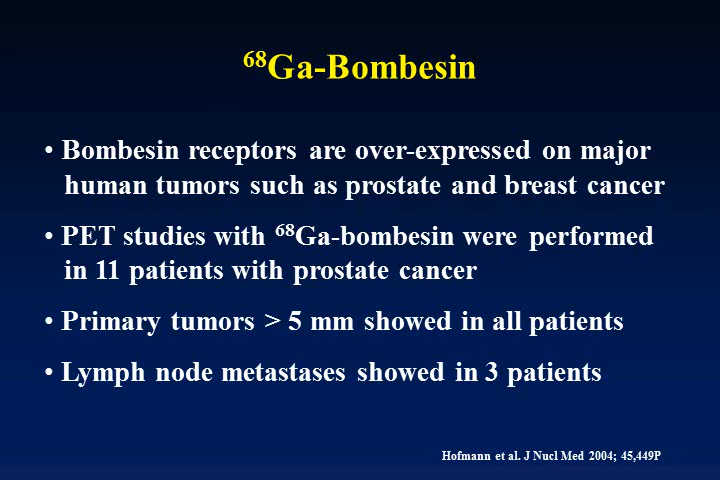 ⁶⁸Ga-Bombesin
• Bombesin receptors are over-expressed on major
human tumors such as prostate and breast cancer
• PET studies with ⁶⁸Ga-bombesin were performed
in 11 patients with prostate cancer
• Primary tumors > 5 mm showed in all patients
• Lymph node metastases showed in 3 patients
Hofmann et al. J Nucl Med 2004; 45,449P